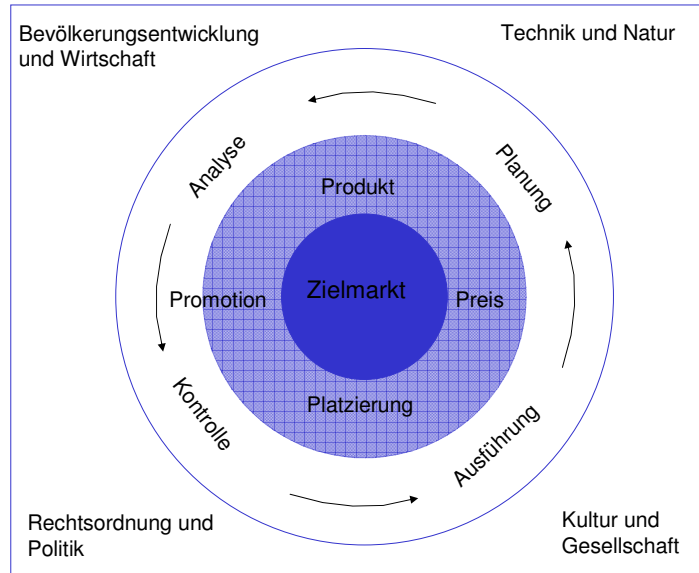 Bevölkerungsentwicklung
und Wirtschaft
Technik und Natur
Analyse
Planung
Produkt
Promotion
Zielmarkt
Preis
Platzierung
Kontrolle
Ausführung
Rechtsordnung und
Politik
Kultur und
Gesellschaft